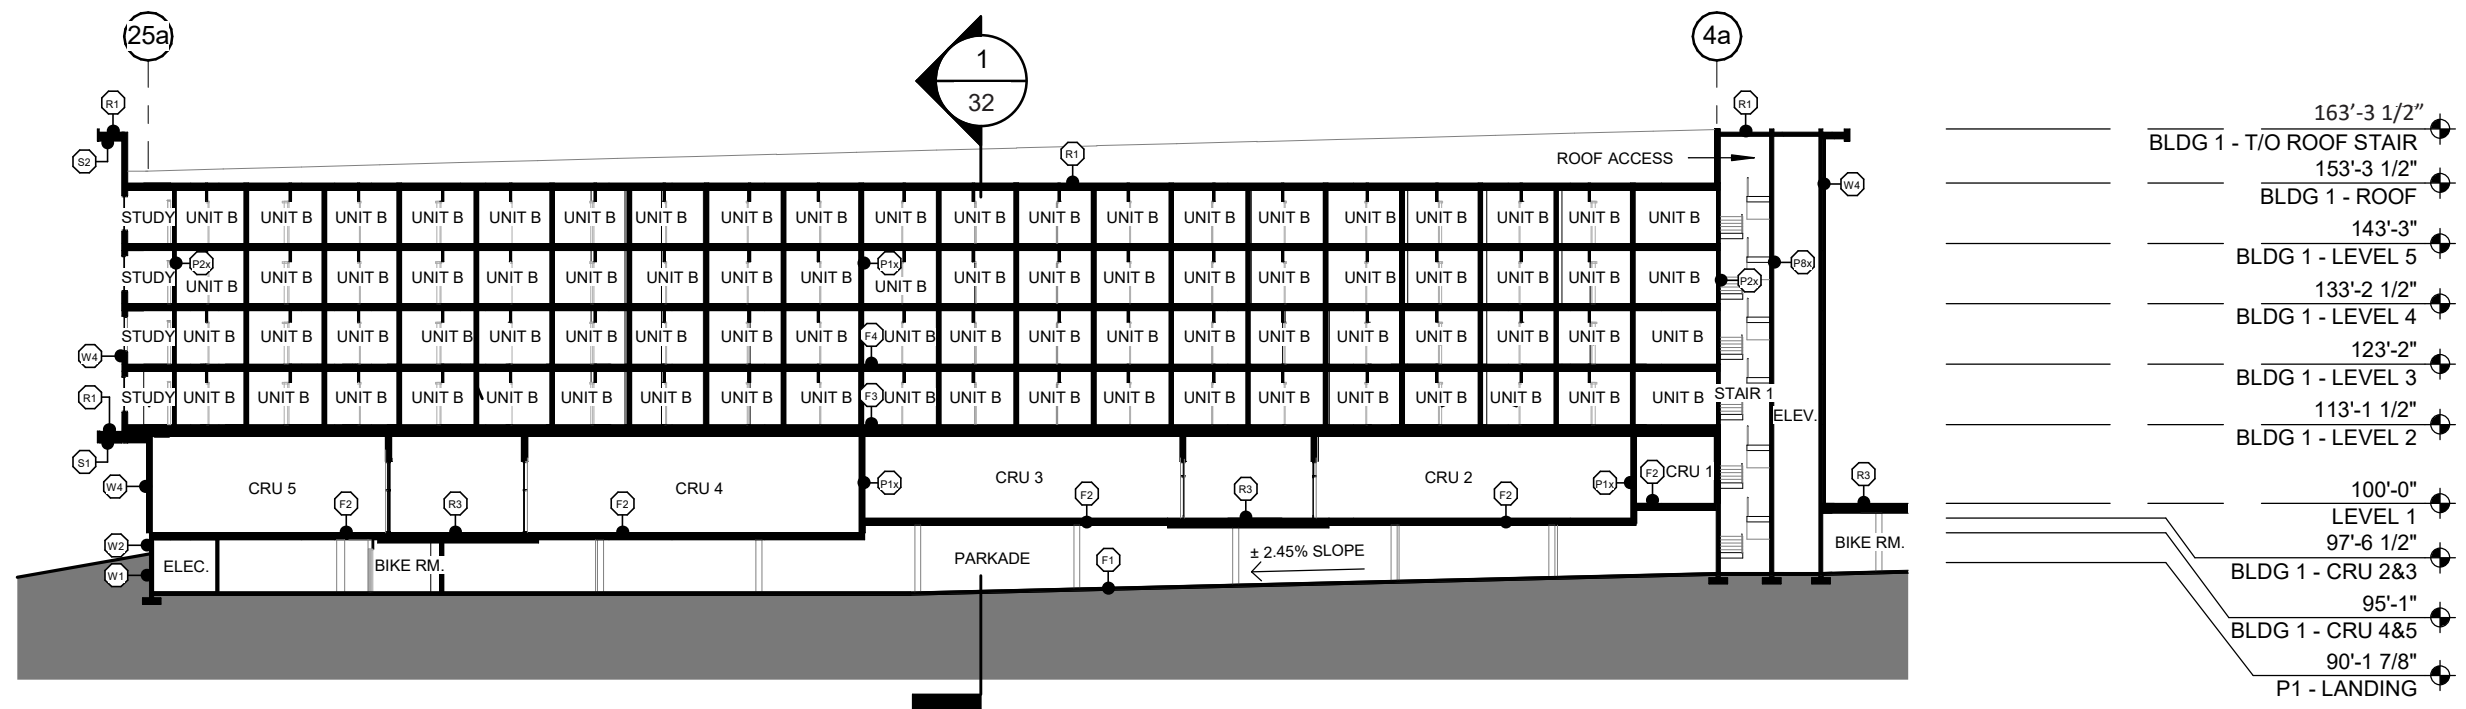 25a
1
32
4a
R1
R1
S2
R1
ROOF ACCESS
W4
STUDY UNIT B UNIT B UNIT B UNIT B UNIT B UNIT B UNIT B UNIT B UNIT B UNIT B UNIT B UNIT B UNIT B UNIT B UNIT B UNIT B UNIT B UNIT B UNIT B UNIT B
P2x P1x P8x
STUDY UNIT B UNIT B UNIT B UNIT B UNIT B UNIT B UNIT B UNIT B UNIT B UNIT B UNIT B UNIT B UNIT B UNIT B UNIT B UNIT B UNIT B UNIT B UNIT B UNIT B P2x
STUDY UNIT B UNIT B UNIT B UNIT B UNIT B UNIT B UNIT B UNIT B UNIT B F4 UNIT B UNIT B UNIT B UNIT B UNIT B UNIT B UNIT B UNIT B UNIT B UNIT B UNIT B
W4
R1 STUDY UNIT B UNIT B UNIT B UNIT B UNIT B UNIT B UNIT B UNIT B UNIT B F3 UNIT B UNIT B UNIT B UNIT B UNIT B UNIT B UNIT B UNIT B UNIT B UNIT B UNIT B STAIR 1
ELEV.
S1
W4 CRU 5 F2 R3 F2 CRU 4 P1x CRU 3 F2 R3 CRU 2 F2 P1x F2 CRU 1 R3
W2
W1 ELEC. BIKE RM. PARKADE F1 ± 2.45% SLOPE BIKE RM.
163'-3 1/2"
BLDG 1 - T/O ROOF STAIR
153'-3 1/2"
BLDG 1 - ROOF
143'-3"
BLDG 1 - LEVEL 5
133'-2 1/2"
BLDG 1 - LEVEL 4
123'-2"
BLDG 1 - LEVEL 3
113'-1 1/2"
BLDG 1 - LEVEL 2
100'-0"
LEVEL 1
97'-6 1/2"
BLDG 1 - CRU 2&3
95'-1"
BLDG 1 - CRU 4&5
90'-1 7/8"
P1 - LANDING